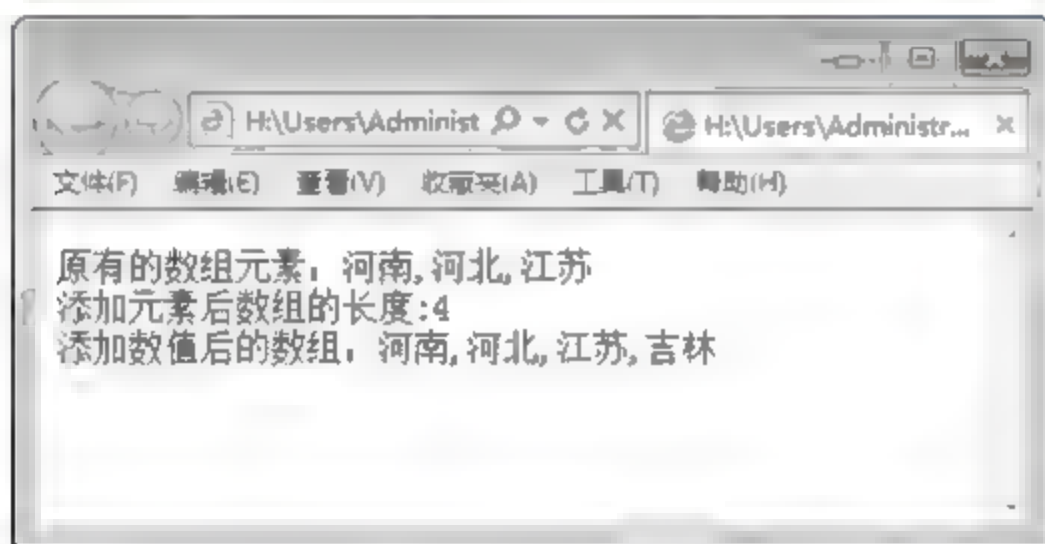 H:\Users\Administ
H:\Users\Administr...
文件(F) 编辑(E) 查看(V) 收藏夹(A) 工具(T) 帮助(H)
原有的数组元素：河南,河北,江苏
添加元素后数组的长度:4
添加数值后的数组：河南,河北,江苏,吉林